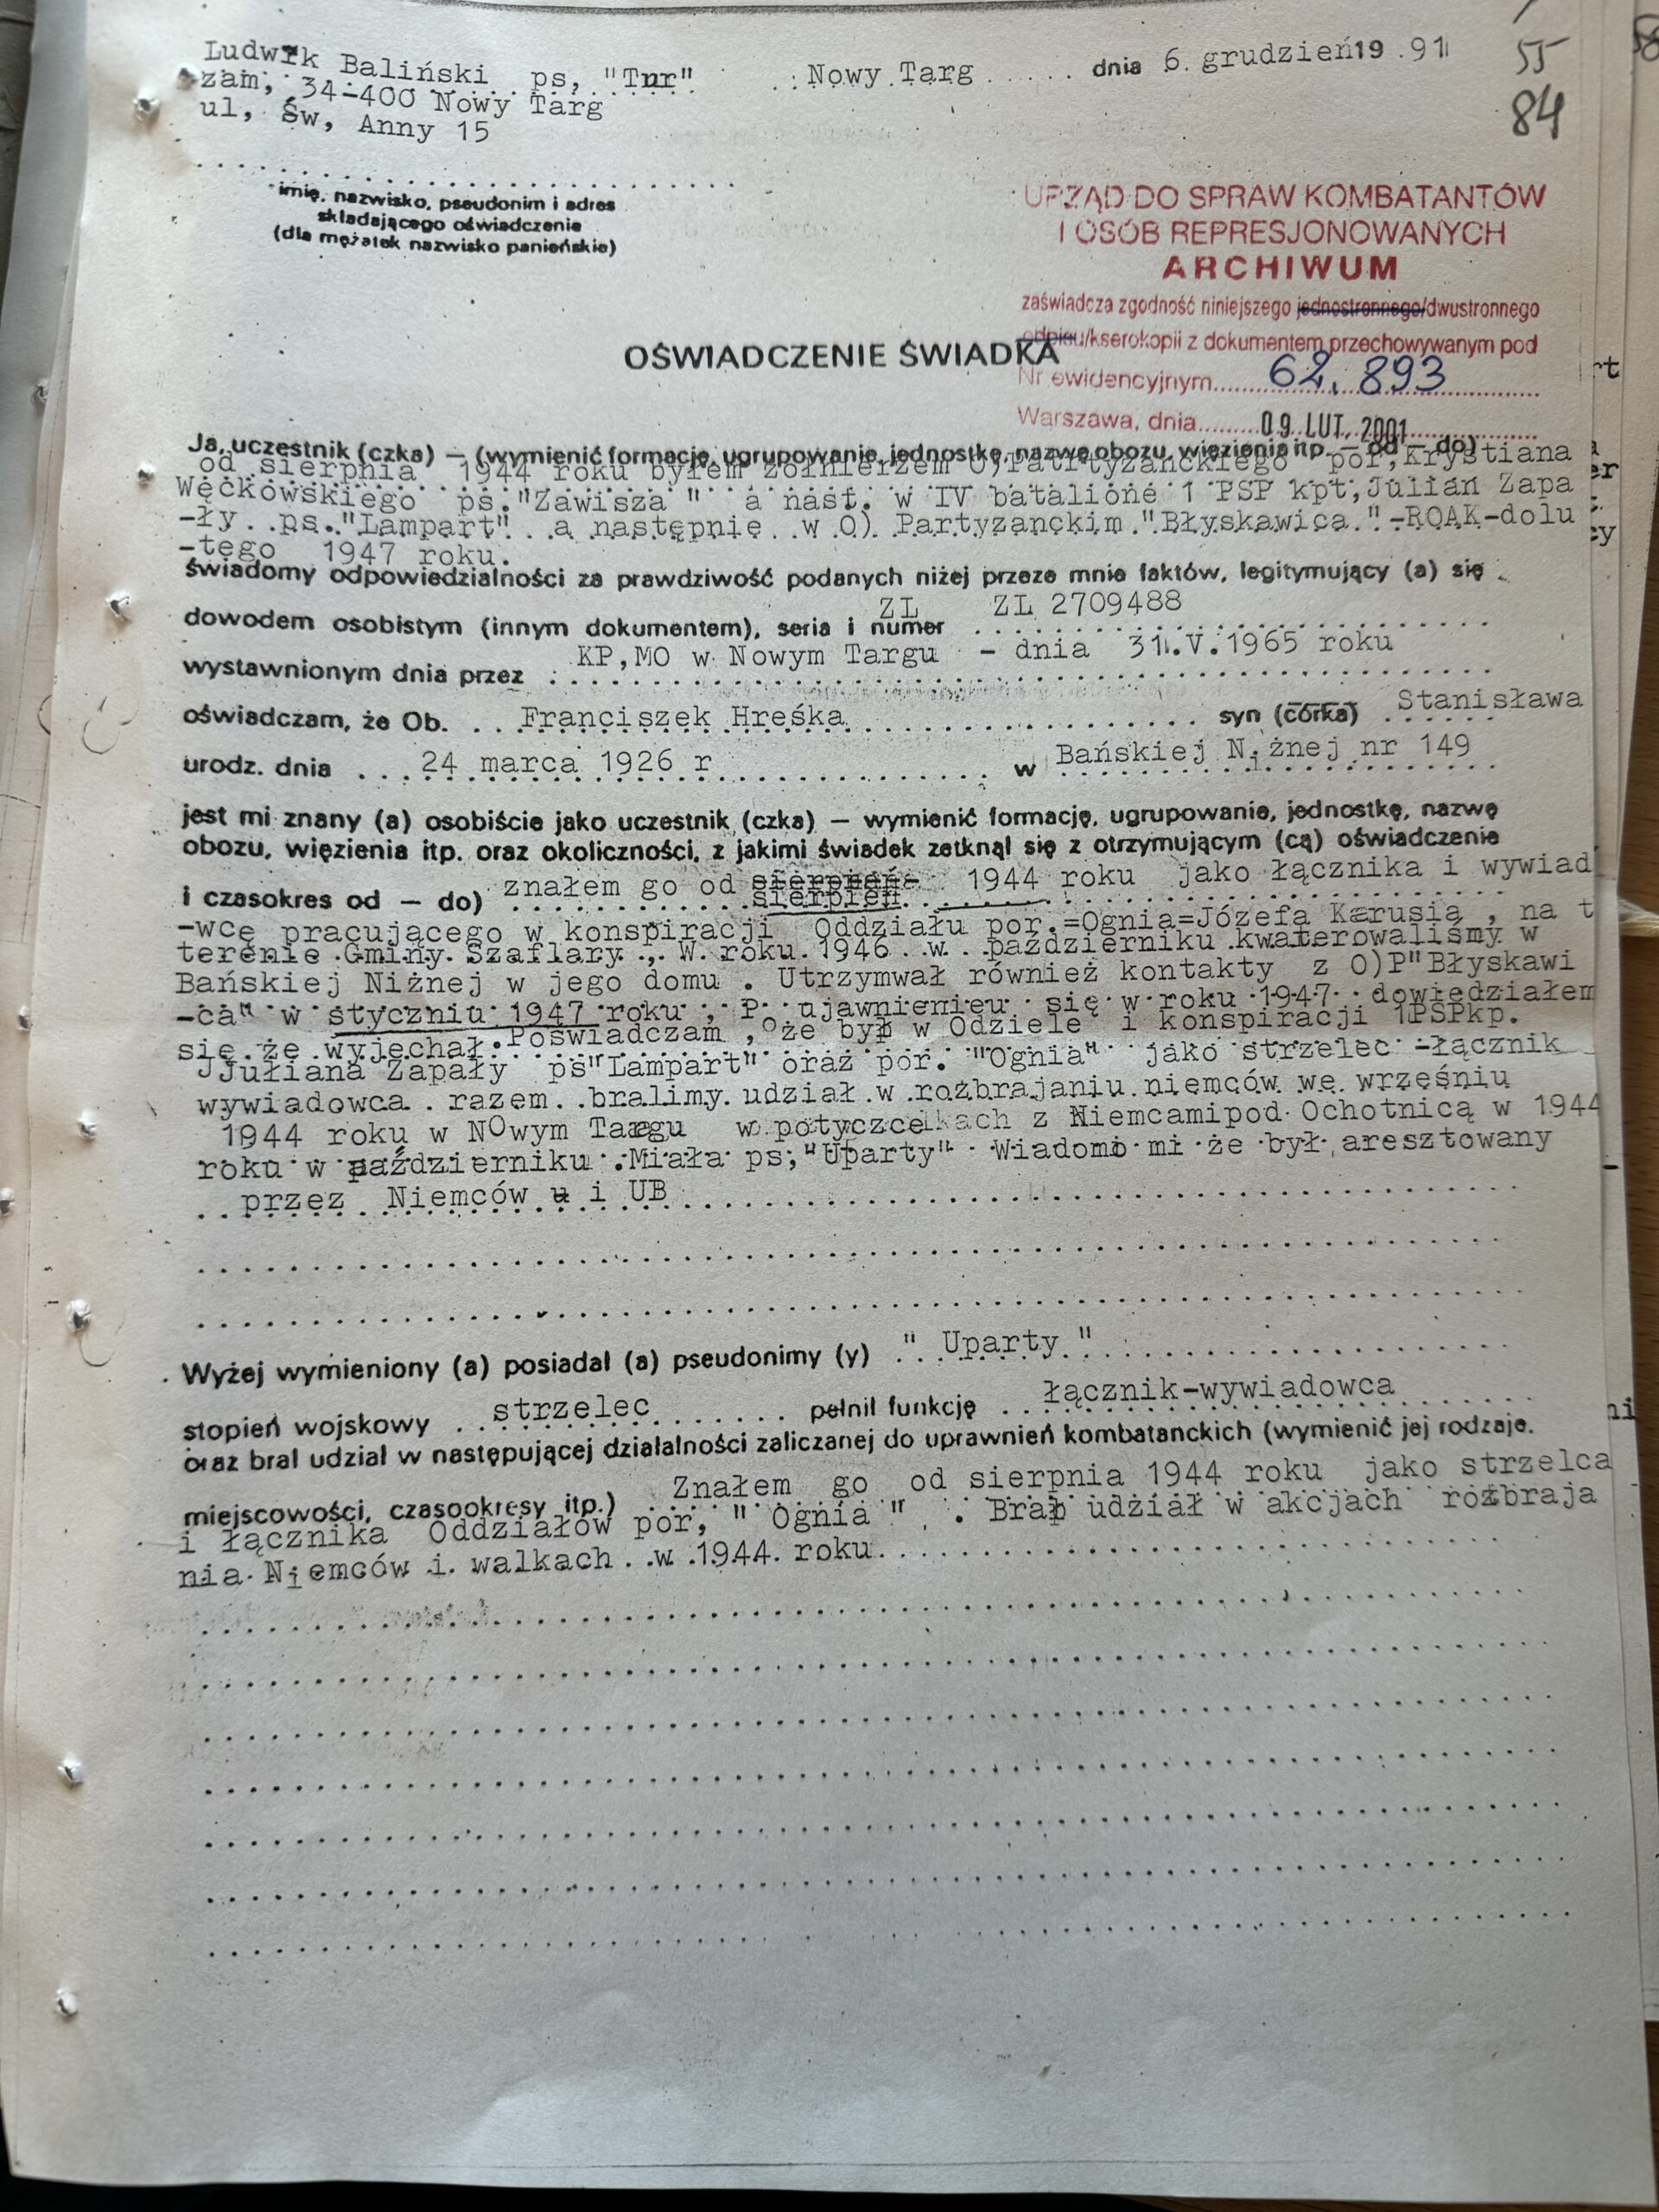 Ludwik Baliński ps, "Tur" Nowy Targ dnia 6. grudzień 19.91
55
zam, 34-400 Nowy Targ
84
ul, Św, Anny 15
imię, nazwisko, pseudonim i adres
składającego oświadczenie
(dla mężatek nazwisko panieńskie)
URZĄD DO SPRAW KOMBATANTÓW
I OSÓB REPRESJONOWANYCH
ARCHIWUM
zaświadcza zgodność niniejszego jednostronnego/dwustronnego
odpisu/kserokopii z dokumentem przechowywanym pod
OŚWIADCZENIE ŚWIADKA
Nr ewidencyjnym 62.893
Warszawa, dnia 09 LUT. 2001
Ja, uczestnik (czka) — (wymienić formację, ugrupowanie, jednostkę, nazwę obozu, więzienia itp. — od — do)
od sierpnia 1944 roku byłem żołnierzem O)Patrtyzanckiego por, Krystiana
Węćkowskiego ps."Zawisza " a nast. w IV batalione 1 PSP kpt,Julian Zapa
-ły ps."Lampart" a następnie w O) Partyzanckim "Błyskawica." -ROAK-dolu
-tego 1947 roku.
świadomy odpowiedzialności za prawdziwość podanych niżej przeze mnie faktów, legitymujący (a) się
ZL ZL 2709488
dowodem osobistym (innym dokumentem), seria i numer
KP,MO w Nowym Targu - dnia 31.V.1965 roku
wystawnionym dnia przez
oświadczam, że Ob. Franciszek Hreśka syn (córka) Stanisława
urodz. dnia 24 marca 1926 r w Bańskiej Niżnej nr 149
jest mi znany (a) osobiście jako uczestnik (czka) — wymienić formację, ugrupowanie, jednostkę, nazwę
obozu, więzienia itp. oraz okoliczności, z jakimi świadek zetknął się z otrzymującym (cą) oświadczenie
i czasokres od — do) znałem go od sierpnia 1944 roku jako łącznika i wywiad
sierpień
-wcę pracującego w konspiracji Oddziału por.=Ognia=Józefa Karusia , na t
terenie Gminy Szaflary ., W roku 1946 w październiku kwaterowaliśmy w
Bańskiej Niżnej w jego domu . Utrzymwał również kontakty z O)P"Błyskawi
-ca" w styczniu 1947 roku , Po ujawnienieu się w roku 1947 dowiedziałem
się że wyjechał.Poświadczam , że był w Odziele i konspiracji 1PSPkp.
Juliana Zapały ps"Lampart" oraz por. "Ognia" jako strzelec -łącznik
wywiadowca razem bralimy udział w rozbrajaniu niemców we wrześniu
1944 roku w NOwym Taegu w potyczcelkach z Niemcamipod Ochotnicą w 1944
roku w październiku .Miała ps,"Uparty" Wiadomo mi że był aresztowany
przez Niemców u i UB
Wyżej wymieniony (a) posiadał (a) pseudonimy (y) " Uparty "
stopień wojskowy strzelec pełnił funkcję łącznik-wywiadowca
oraz brał udział w następującej działalności zaliczanej do uprawnień kombatanckich (wymienić jej rodzaje.
miejscowości, czasookresy itp.) Znałem go od sierpnia 1944 roku jako strzelca
i łącznika Oddziałów por, " Ognia " . Brał udział w akcjach rozbraja
nia Niemców i walkach w 1944 roku